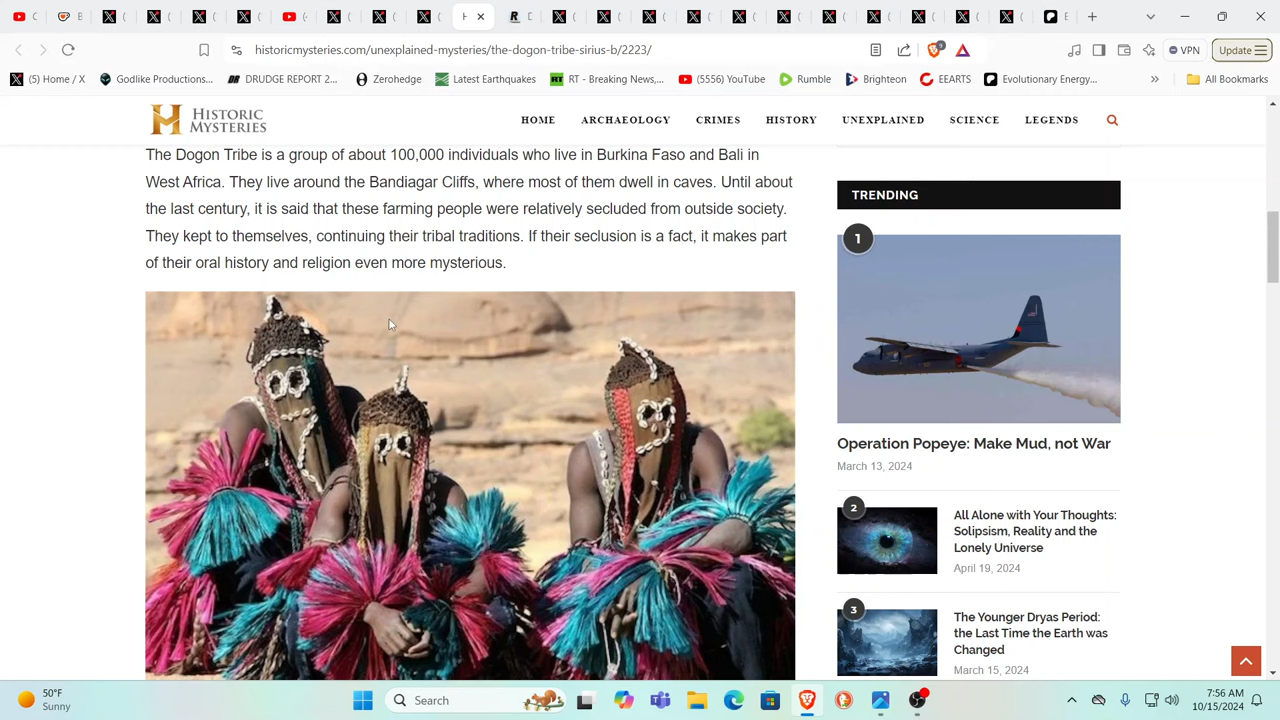 historicmysteries.com/unexplained-mysteries/the-dogon-tribe-sirius-b/2223/
9
VPN
Update
(5) Home / X
Godlike Productions...
DRUDGE REPORT 2...
Zerohedge
Latest Earthquakes
RT - Breaking News,...
(5556) YouTube
Rumble
Brighteon
EEARTS
Evolutionary Energy...
All Bookmarks
HISTORIC
MYSTERIES
HOME
ARCHAEOLOGY
CRIMES
HISTORY
UNEXPLAINED
SCIENCE
LEGENDS
The Dogon Tribe is a group of about 100,000 individuals who live in Burkina Faso and Bali in
West Africa. They live around the Bandiagar Cliffs, where most of them dwell in caves. Until about
the last century, it is said that these farming people were relatively secluded from outside society.
They kept to themselves, continuing their tribal traditions. If their seclusion is a fact, it makes part
of their oral history and religion even more mysterious.
TRENDING
1
Operation Popeye: Make Mud, not War
March 13, 2024
2
All Alone with Your Thoughts:
Solipsism, Reality and the
Lonely Universe
April 19, 2024
3
The Younger Dryas Period:
the Last Time the Earth was
Changed
March 15, 2024
50°F
Sunny
Search
7:56 AM
10/15/2024